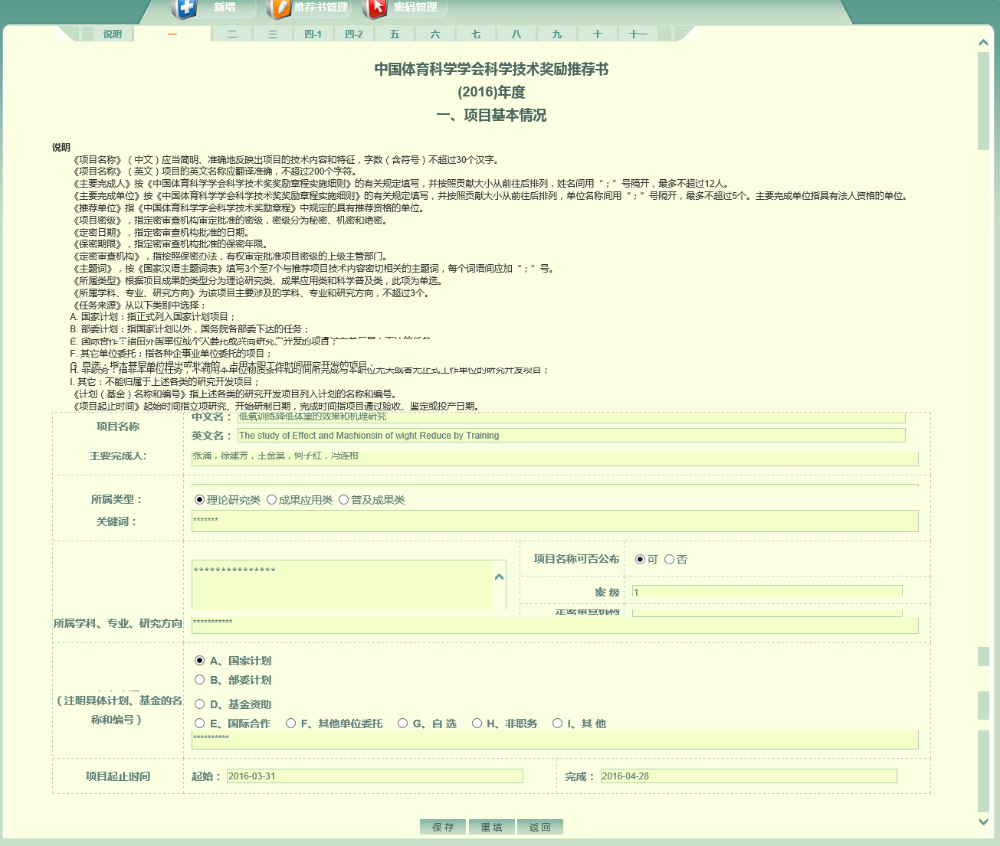 新增 推荐书管理 密码管理
说明 一 二 三 四-1 四-2 五 六 七 八 九 十 十一
中国体育科学学会科学技术奖励推荐书
(2016)年度
一、项目基本情况
说明
《项目名称》（中文）应当简明、准确地反映出项目的技术内容和特征，字数（含符号）不超过30个汉字。
《项目名称》（英文）项目的英文名称应翻译准确，不超过200个字符。
《主要完成人》按《中国体育科学学会科学技术奖奖励章程实施细则》的有关规定填写，并按照贡献大小从前往后排列，姓名间用“；”号隔开，最多不超过12人。
《主要完成单位》按《中国体育科学学会科学技术奖奖励章程实施细则》的有关规定填写，并按照贡献大小从前往后排列，单位名称间用“；”号隔开，最多不超过5个。主要完成单位指具有法人资格的单位。
《推荐单位》指《中国体育科学学会科学技术奖励章程》中规定的具有推荐资格的单位。
《项目密级》，指定密审查机构审定批准的密级，密级分为秘密、机密和绝密。
《定密日期》，指定密审查机构批准的日期。
《保密期限》，指定密审查机构批准的保密年限。
《定密审查机构》，指按照保密办法，有权审定批准项目密级的上级主管部门。
《主题词》，按《国家汉语主题词表》填写3个至7个与推荐项目技术内容密切相关的主题词，每个词语间应加“；”号。
《所属类型》根据项目成果的类型分为理论研究类、成果应用类和科学普及类，此项为单选。
《所属学科、专业、研究方向》为该项目主要涉及的学科、专业和研究方向，不超过3个。
《任务来源》从以下类别中选择：
A. 国家计划：指正式列入国家计划项目；
B. 部委计划：指国家计划以外，国务院各部委下达的任务；
E. 国际合作：指由外国单位或个人委托或共同研究、开发的
F. 其它单位委托：指各种企事业单位委托的项目；
G. 自选：指本基层单位提出或批准的，占用本职工作时间研究开发的项目；
H. 非职务：指非本单位任务，不利用本单位物质条件和时间所完成与本职位无关或者无正式工作单位的研究开发项目；
I. 其它：不能归属于上述各类的研究开发项目；
《计划（基金）名称和编号》指上述各类的研究开发项目列入计划的名称和编号。
《项目起止时间》起始时间指立项研究、开始研制日期，完成时间指项目通过验收、鉴定或投产日期。
项目名称 中文名： 低氧训练降低体重的效果和机理研究
英文名： The study of Effect and Mashionsin of wight Reduce by Training
主要完成人: 张浦，徐建芳，王金昊，何子红，冯连柑
所属类型： 理论研究类 成果应用类 普及成果类
关键词： *******
*************** 项目名称可否公布 可 否
密 级 1
定密审查机构
所属学科、专业、研究方向 ***********
A、国家计划
B、部委计划
（注明具体计划、基金的名称和编号） D、基金资助
E、国际合作 F、其他单位委托 G、自 选 H、非职务 I、其 他
**********
项目起止时间 起始： 2016-03-31 完成： 2016-04-28
保 存 重 填 返 回